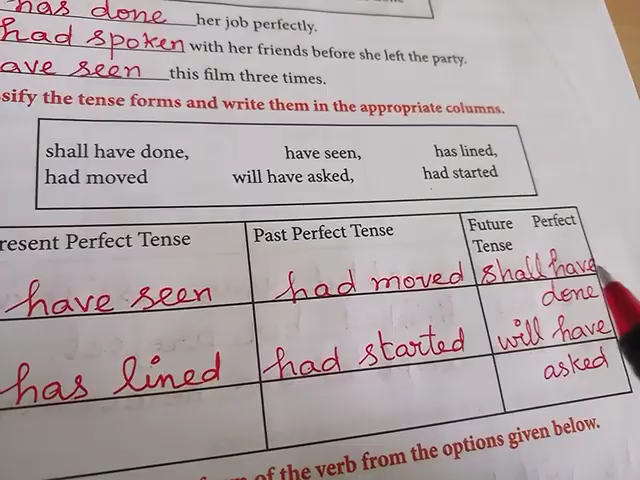 has done her job perfectly.
had spoken with her friends before she left the party.
ave seen this film three times.
sify the tense forms and write them in the appropriate columns.
shall have done, have seen, has lined,
had moved will have asked, had started
resent Perfect Tense Past Perfect Tense Future Perfect
Tense
have seen had moved shall have
done
has lined had started will have
asked
of the verb from the options given below.